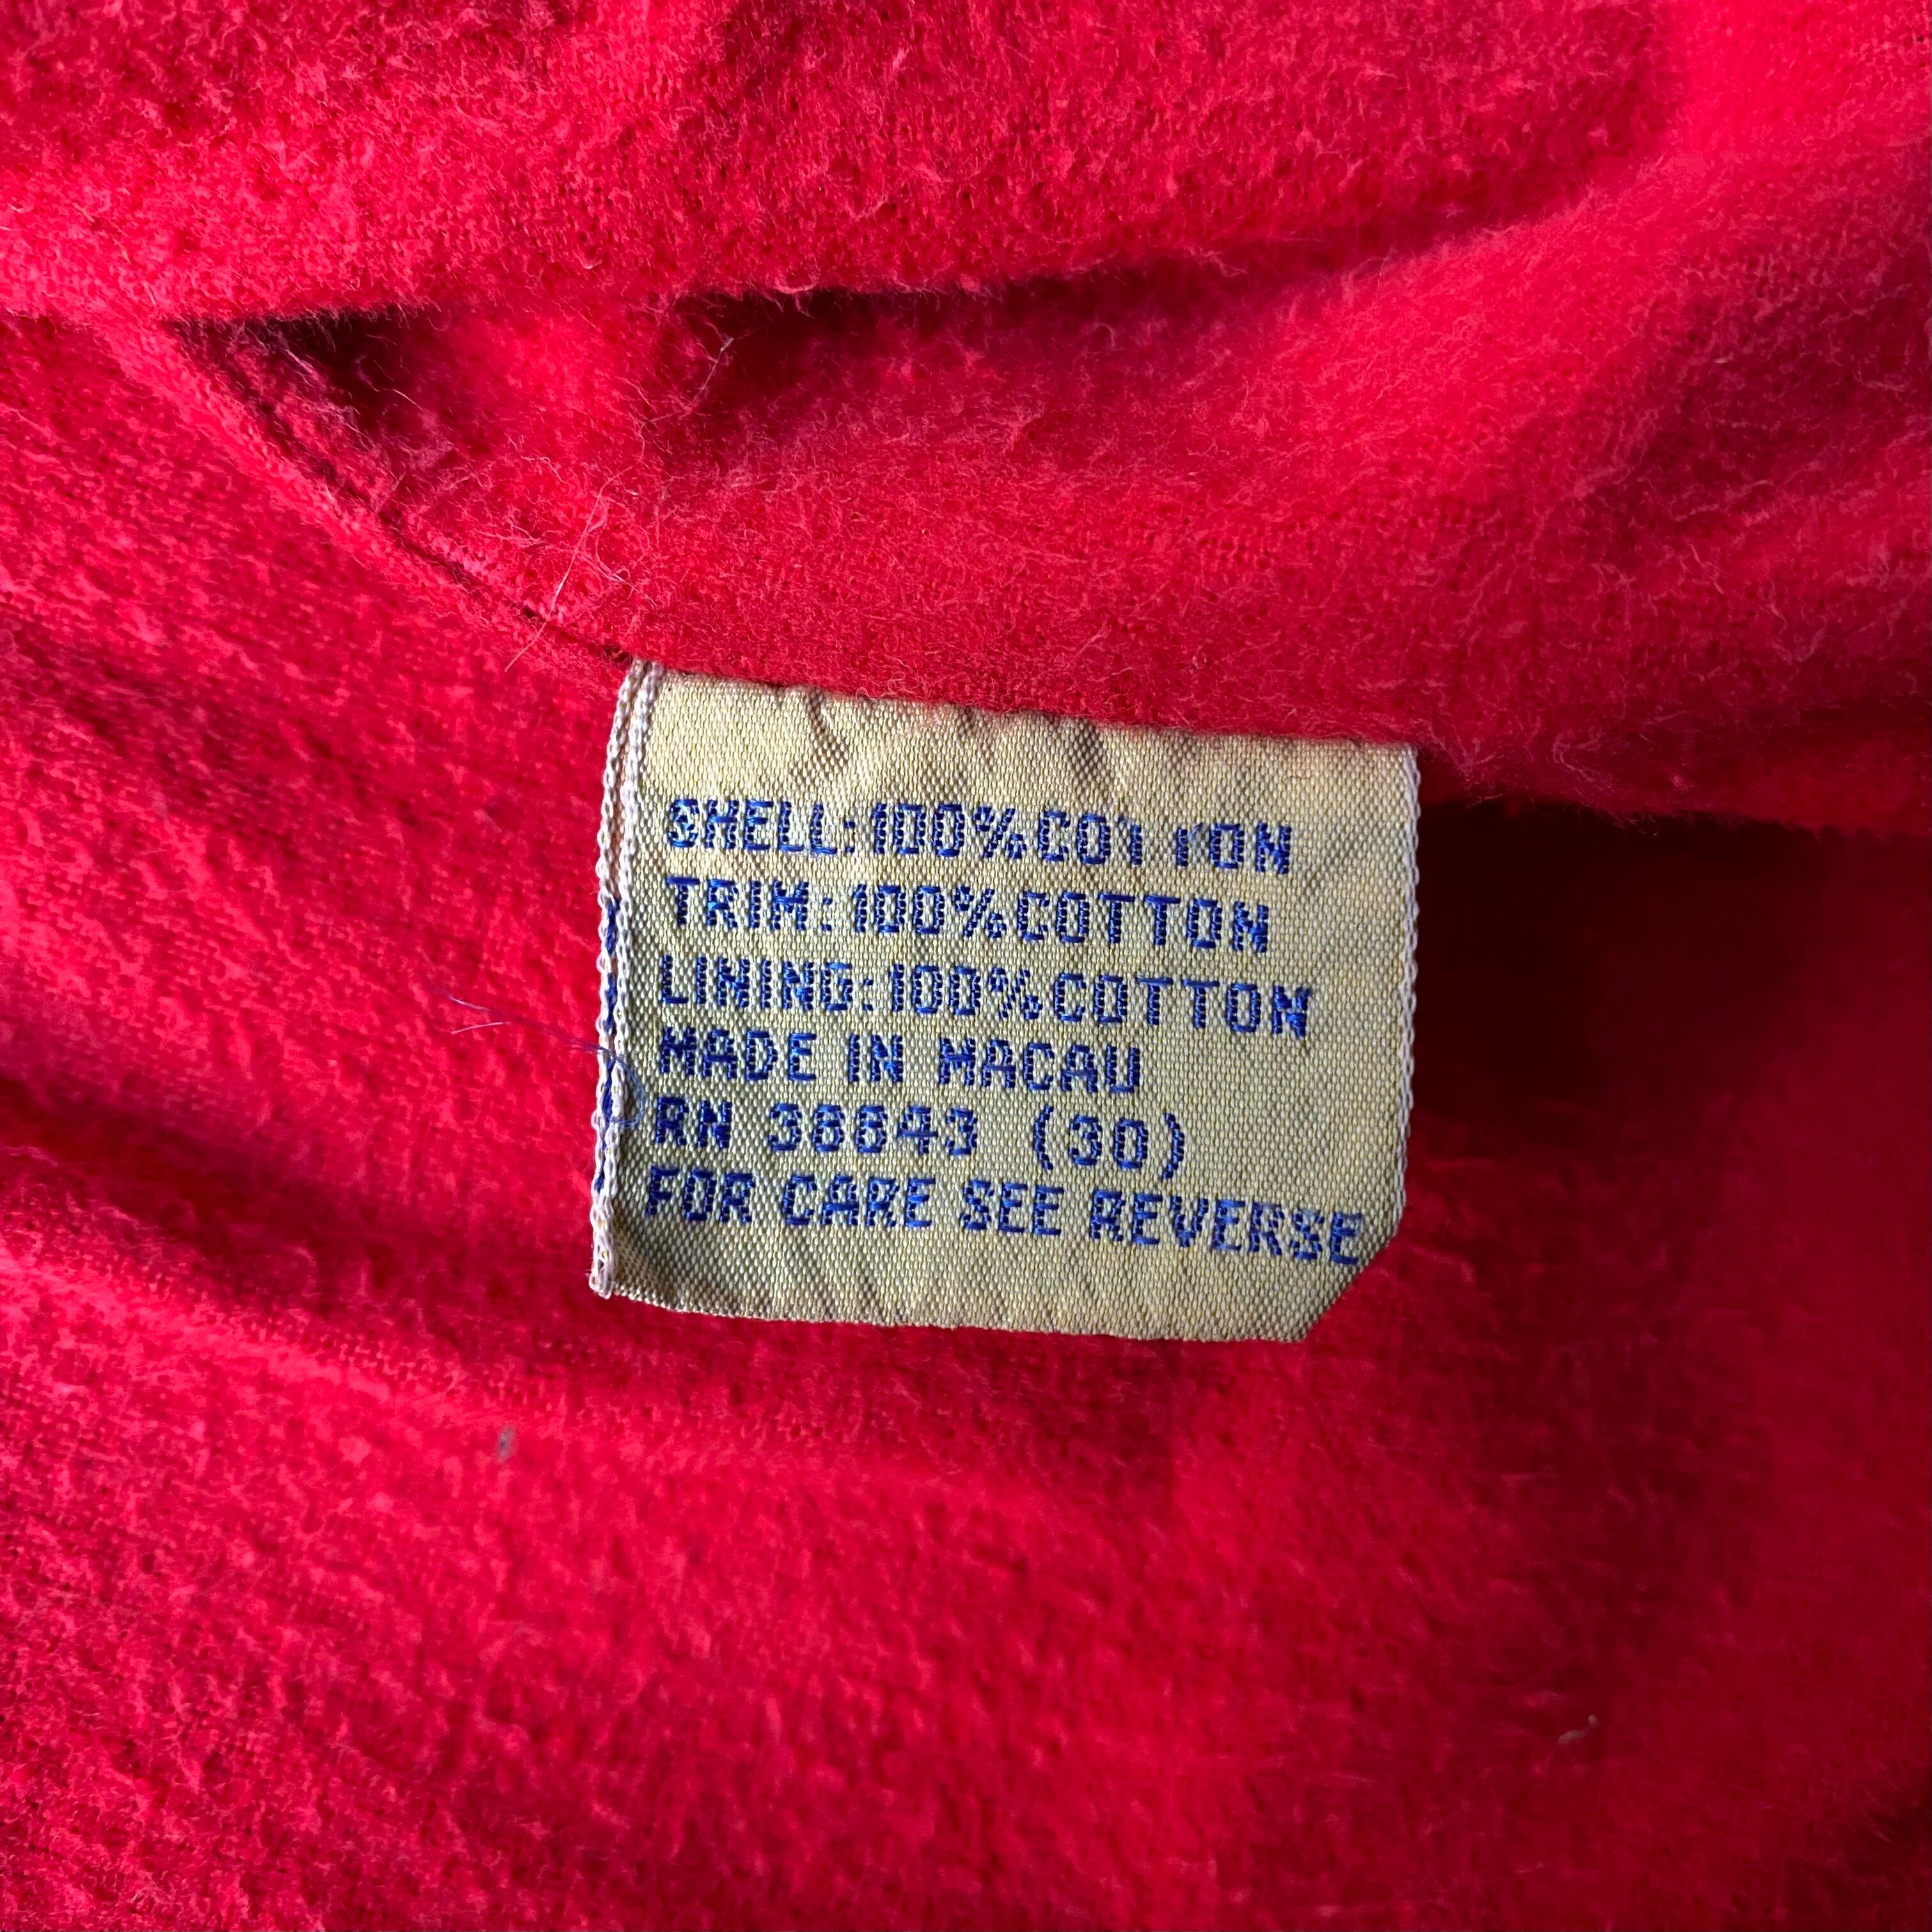 SHELL:100%COTTON
TRIM:100%COTTON
LINING:100%COTTON
MADE IN MACAU
RN 36643 (30)
FOR CARE SEE REVERSE